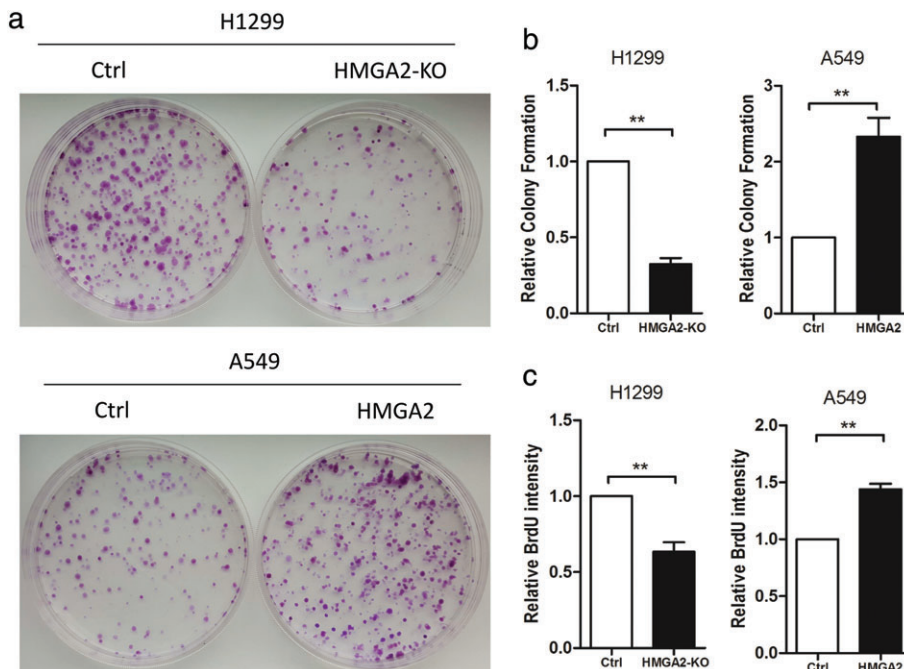 a
H1299
Ctrl HMGA2-KO
A549
Ctrl HMGA2
b
H1299
Relative Colony Formation
1.5
1.0
0.5
0.0
**
Ctrl HMGA2-KO
A549
Relative Colony Formation
3
2
1
0
**
Ctrl HMGA2
c
H1299
Relative BrdU intensity
1.5
1.0
0.5
0.0
**
Ctrl HMGA2-KO
A549
Relative BrdU intensity
2.0
1.5
1.0
0.5
0.0
**
Ctrl HMGA2